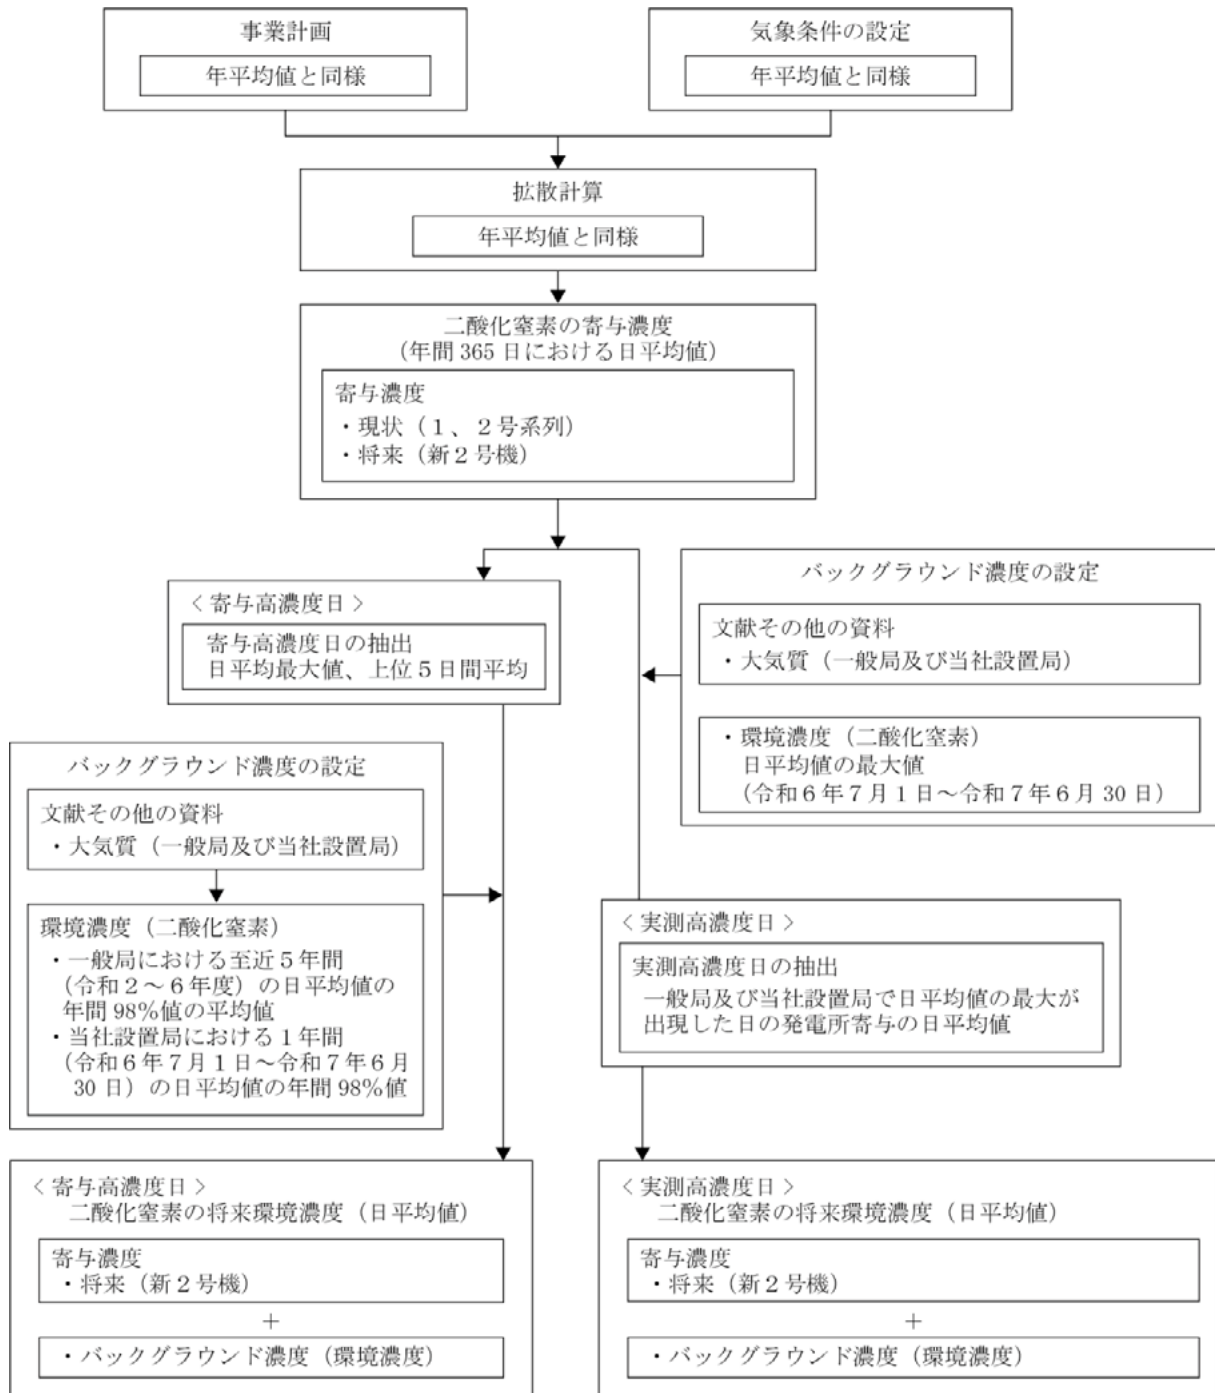 事業計画
年平均値と同様
気象条件の設定
年平均値と同様
拡散計算
年平均値と同様
二酸化窒素の寄与濃度
(年間 365 日における日平均値)
寄与濃度
・現状（１、２号系列）
・将来（新２号機）
＜寄与高濃度日＞
寄与高濃度日の抽出
日平均最大値、上位５日間平均
バックグラウンド濃度の設定
文献その他の資料
・大気質（一般局及び当社設置局）
・環境濃度（二酸化窒素）
日平均値の最大値
（令和６年７月１日～令和７年６月 30 日）
バックグラウンド濃度の設定
文献その他の資料
・大気質（一般局及び当社設置局）
環境濃度（二酸化窒素）
・一般局における至近５年間
（令和２～６年度）の日平均値の
年間 98％値の平均値
・当社設置局における１年間
（令和６年７月１日～令和７年６月
30 日）の日平均値の年間 98％値
＜実測高濃度日＞
実測高濃度日の抽出
一般局及び当社設置局で日平均値の最大が
出現した日の発電所寄与の日平均値
＜寄与高濃度日＞
二酸化窒素の将来環境濃度（日平均値）
寄与濃度
・将来（新２号機）
＋
・バックグラウンド濃度（環境濃度）
＜実測高濃度日＞
二酸化窒素の将来環境濃度（日平均値）
寄与濃度
・将来（新２号機）
＋
・バックグラウンド濃度（環境濃度）